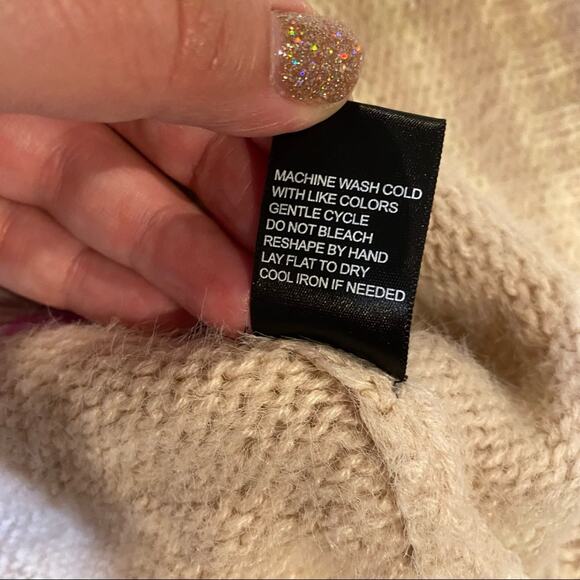 MACHINE WASH COLD
WITH LIKE COLORS
GENTLE CYCLE
DO NOT BLEACH
RESHAPE BY HAND
LAY FLAT TO DRY
COOL IRON IF NEEDED